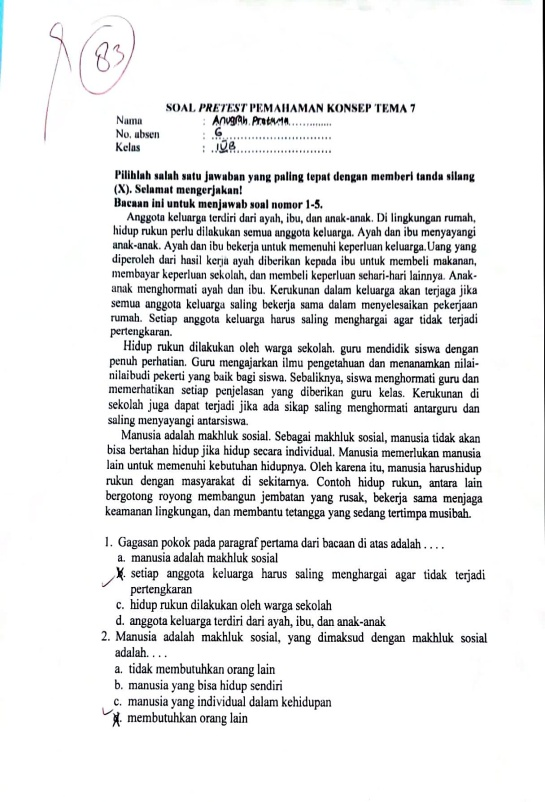 83
SOAL PRETEST PEMAHAMAN KONSEP TEMA 7
Nama : Anugrah Pratama
No. absen : 6
Kelas : IVB
Pilihlah salah satu jawaban yang paling tepat dengan memberi tanda silang
(X). Selamat mengerjakan!
Bacaan ini untuk menjawab soal nomor 1-5.
Anggota keluarga terdiri dari ayah, ibu, dan anak-anak. Di lingkungan rumah,
hidup rukun perlu dilakukan semua anggota keluarga. Ayah dan ibu menyayangi
anak-anak. Ayah dan ibu bekerja untuk memenuhi keperluan keluarga.Uang yang
diperoleh dari hasil kerja ayah diberikan kepada ibu untuk membeli makanan,
membayar keperluan sekolah, dan membeli keperluan sehari-hari lainnya. Anak-
anak menghormati ayah dan ibu. Kerukunan dalam keluarga akan terjaga jika
semua anggota keluarga saling bekerja sama dalam menyelesaikan pekerjaan
rumah. Setiap anggota keluarga harus saling menghargai agar tidak terjadi
pertengkaran.
Hidup rukun dilakukan oleh warga sekolah. guru mendidik siswa dengan
penuh perhatian. Guru mengajarkan ilmu pengetahuan dan menanamkan nilai-
nilaibudi pekerti yang baik bagi siswa. Sebaliknya, siswa menghormati guru dan
memerhatikan setiap penjelasan yang diberikan guru kelas. Kerukunan di
sekolah juga dapat terjadi jika ada sikap saling menghormati antarguru dan
saling menyayangi antarsiswa.
Manusia adalah makhluk sosial. Sebagai makhluk sosial, manusia tidak akan
bisa bertahan hidup jika hidup secara individual. Manusia memerlukan manusia
lain untuk memenuhi kebutuhan hidupnya. Oleh karena itu, manusia harushidup
rukun dengan masyarakat di sekitarnya. Contoh hidup rukun, antara lain
bergotong royong membangun jembatan yang rusak, bekerja sama menjaga
keamanan lingkungan, dan membantu tetangga yang sedang tertimpa musibah.
1. Gagasan pokok pada paragraf pertama dari bacaan di atas adalah . . . .
a. manusia adalah makhluk sosial
b. setiap anggota keluarga harus saling menghargai agar tidak terjadi
pertengkaran
c. hidup rukun dilakukan oleh warga sekolah
d. anggota keluarga terdiri dari ayah, ibu, dan anak-anak
2. Manusia adalah makhluk sosial, yang dimaksud dengan makhluk sosial
adalah. . . .
a. tidak membutuhkan orang lain
b. manusia yang bisa hidup sendiri
c. manusia yang individual dalam kehidupan
d. membutuhkan orang lain